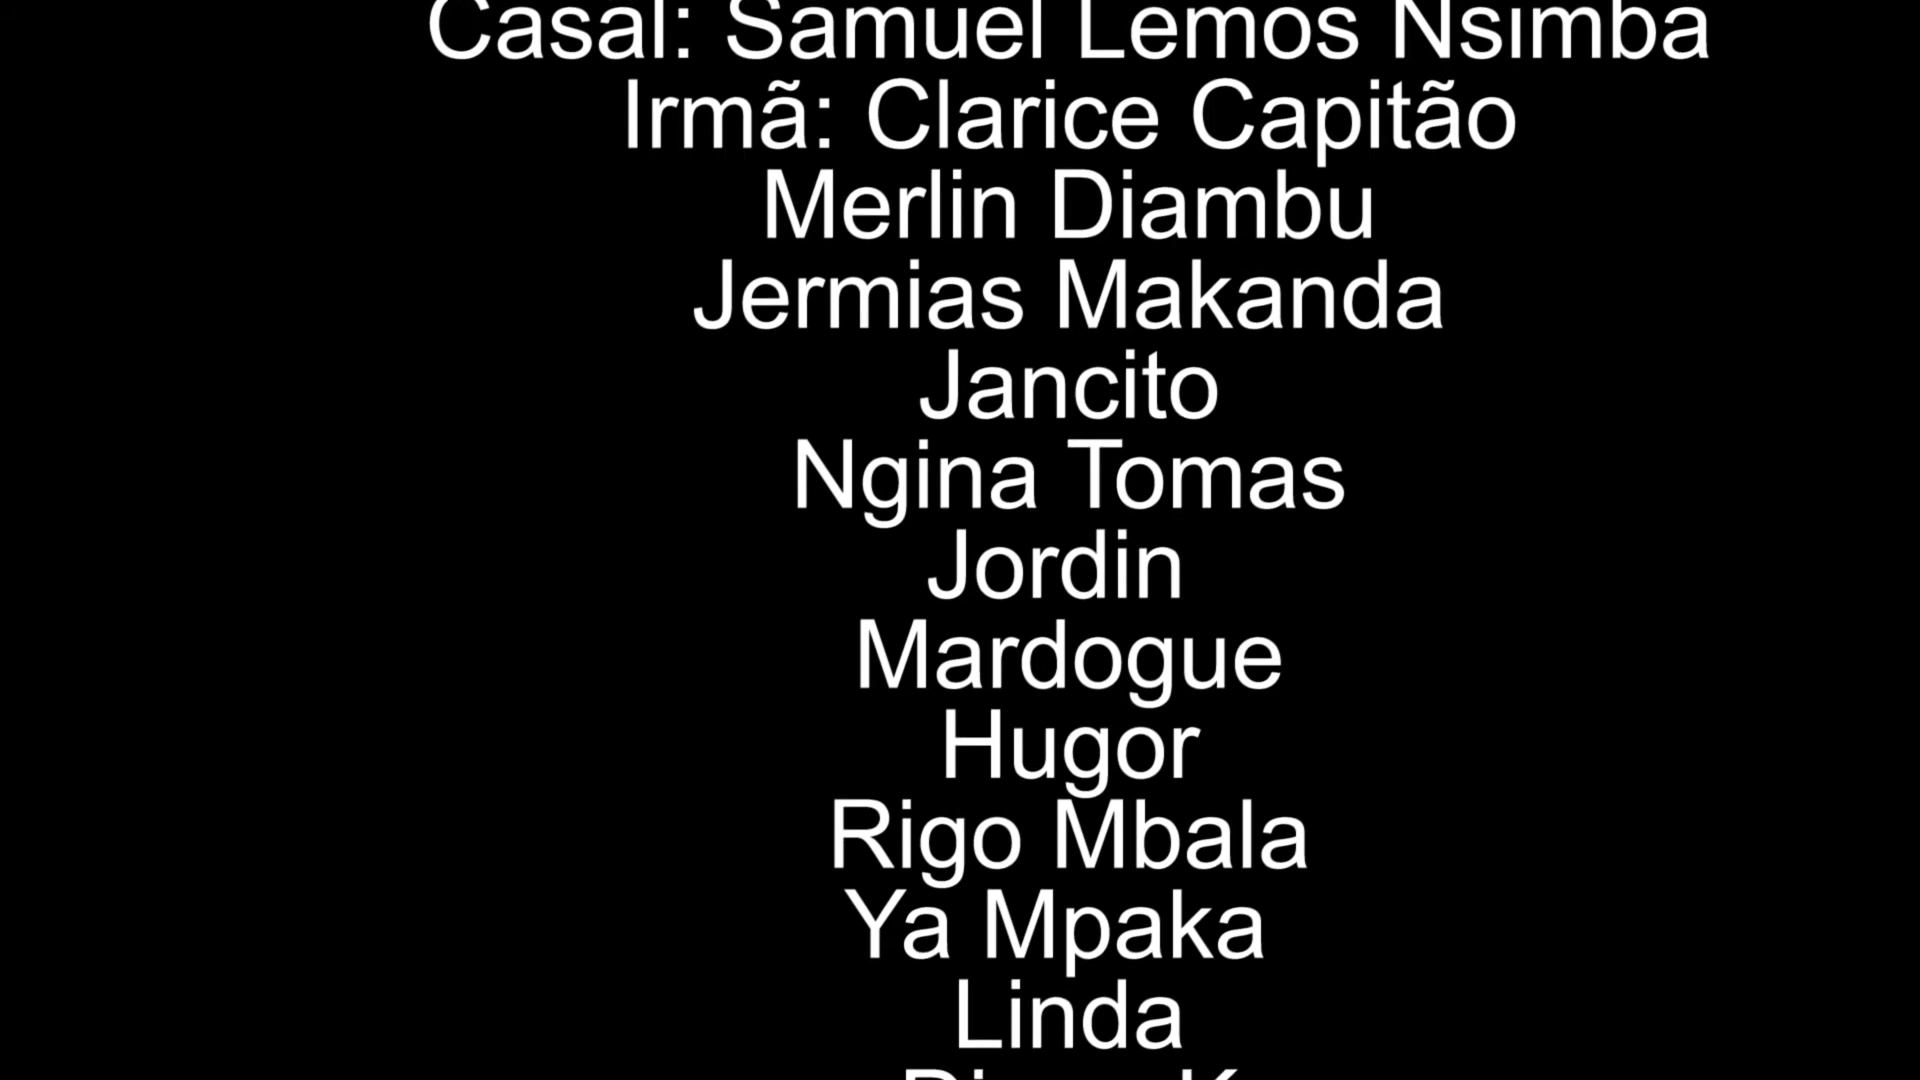 Casal: Samuel Lemos Nsimba
Irmã: Clarice Capitão
Merlin Diambu
Jermias Makanda
Jancito
Ngina Tomas
Jordin
Mardogue
Hugor
Rigo Mbala
Ya Mpaka
Linda